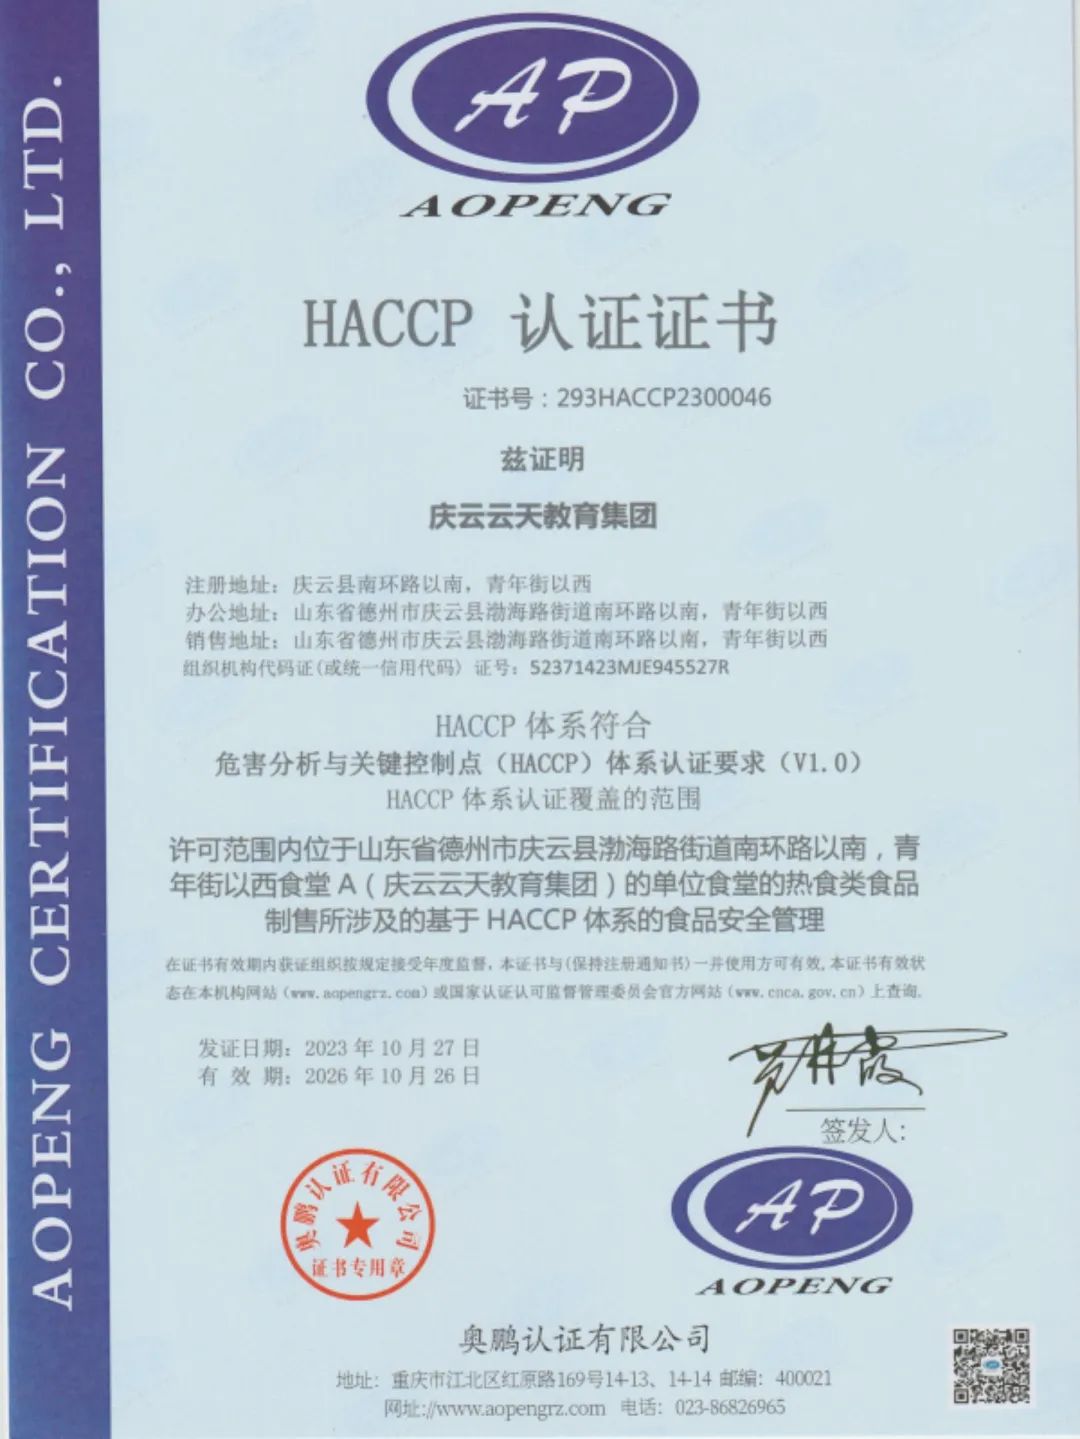 AOPENG CERTIFICATION CO., LTD.
AP
AOPENG
HACCP 认证证书
证书号：293HACCP2300046
兹证明
庆云云天教育集团
注册地址：庆云县南环路以南，青年街以西
办公地址：山东省德州市庆云县渤海路街道南环路以南，青年街以西
销售地址：山东省德州市庆云县渤海路街道南环路以南，青年街以西
组织机构代码证(或统一信用代码) 证号：52371423MJE945527R
HACCP 体系符合
危害分析与关键控制点（HACCP）体系认证要求（V1.0）
HACCP 体系认证覆盖的范围
许可范围内位于山东省德州市庆云县渤海路街道南环路以南，青
年街以西食堂 A（庆云云天教育集团）的单位食堂的热食类食品
制售所涉及的基于 HACCP 体系的食品安全管理
在证书有效期内获证组织按规定接受年度监督，本证书与(保持注册通知书)一并使用方可有效,本证书有效状
态在本机构网站（www.aopengrz.com）或国家认证认可监督管理委员会官方网站（www.cnca.gov.cn）上查询.
发证日期：2023 年 10 月 27 日
有 效 期：2026 年 10 月 26 日
签发人:
奥鹏认证有限公司
证书专用章
AP
AOPENG
奥鹏认证有限公司
地址：重庆市江北区红原路169号14-13、14-14 邮编：400021
网址://www.aopengrz.com 电话：023-86826965